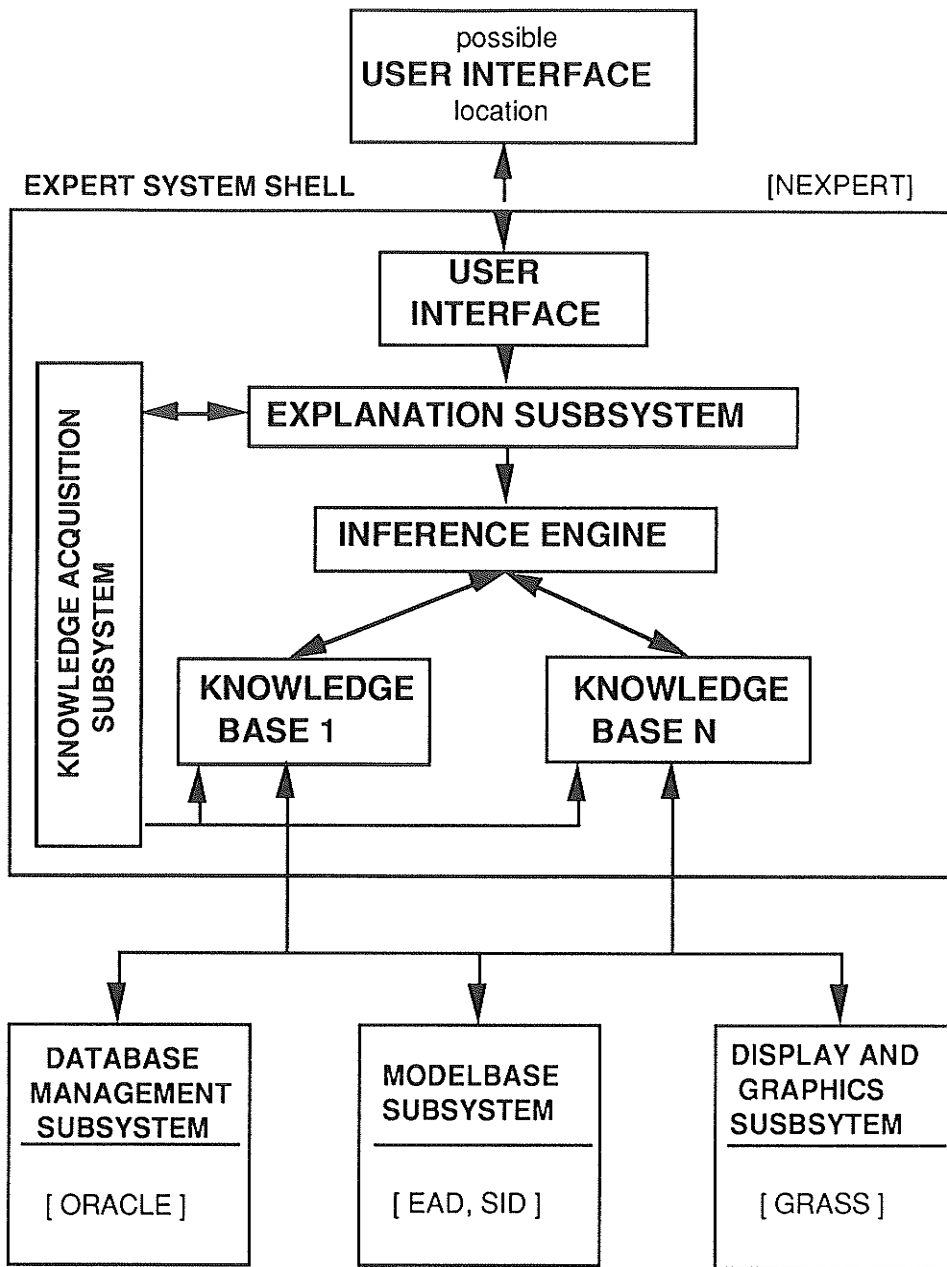 possible
USER INTERFACE
location
EXPERT SYSTEM SHELL
[NEXPERT]
USER
INTERFACE
EXPLANATION SUSBSYSTEM
INFERENCE ENGINE
KNOWLEDGE ACQUISITION
SUBSYSTEM
KNOWLEDGE
BASE 1
KNOWLEDGE
BASE N
DATABASE
MANAGEMENT
SUBSYSTEM
[ ORACLE ]
MODELBASE
SUBSYSTEM
[ EAD, SID ]
DISPLAY AND
GRAPHICS
SUSBSYTEM
[ GRASS ]